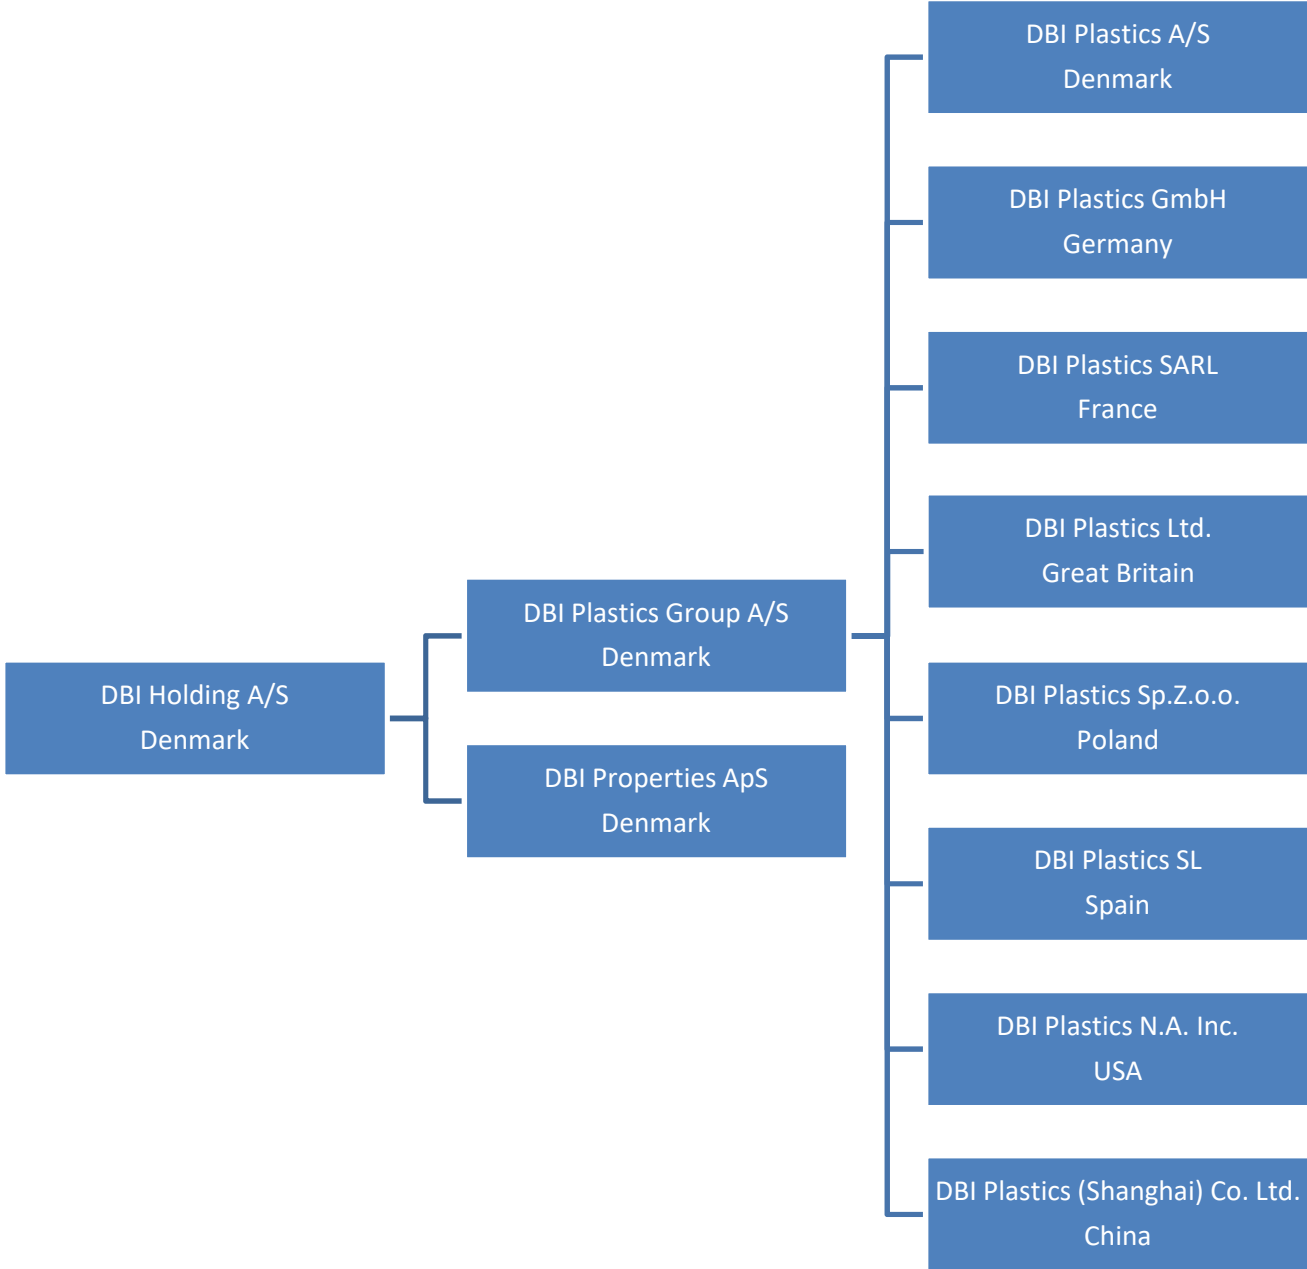 DBI Holding A/S
Denmark
DBI Plastics Group A/S
Denmark
DBI Properties ApS
Denmark
DBI Plastics A/S
Denmark
DBI Plastics GmbH
Germany
DBI Plastics SARL
France
DBI Plastics Ltd.
Great Britain
DBI Plastics Sp.Z.o.o.
Poland
DBI Plastics SL
Spain
DBI Plastics N.A. Inc.
USA
DBI Plastics (Shanghai) Co. Ltd.
China